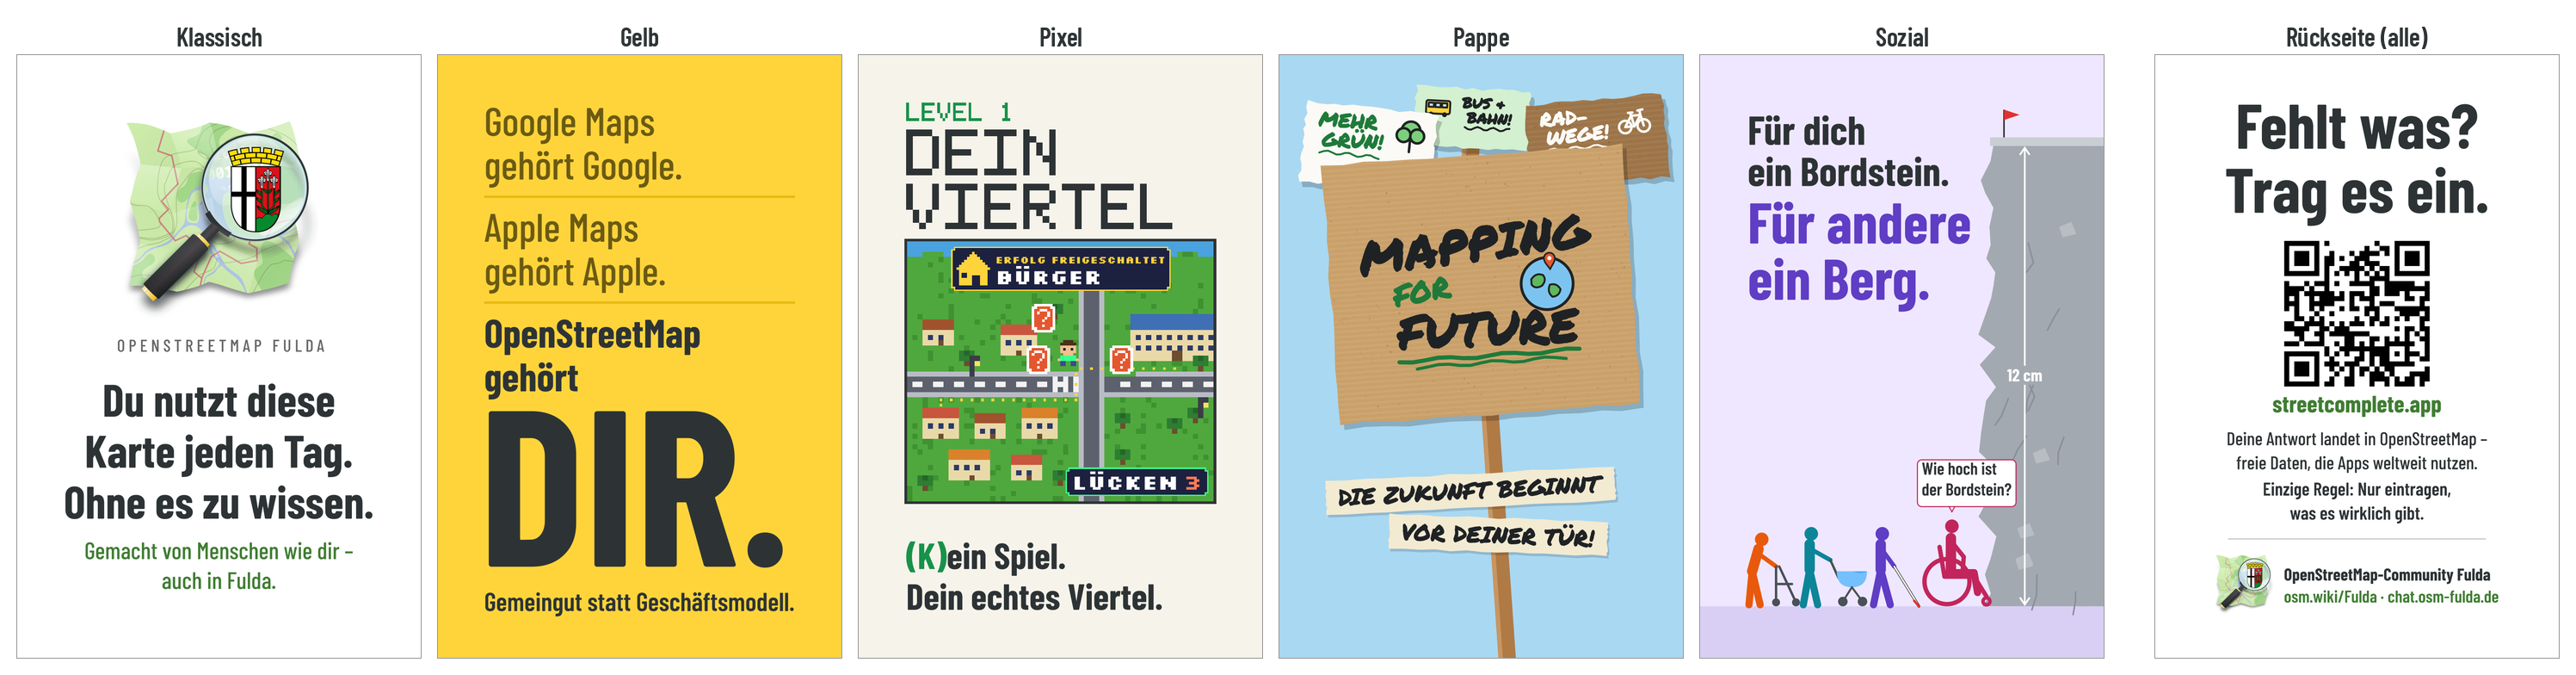 Klassisch
OPENSTREETMAP FULDA
Du nutzt diese
Karte jeden Tag.
Ohne es zu wissen.
Gemacht von Menschen wie dir –
auch in Fulda.
Gelb
Google Maps
gehört Google.
Apple Maps
gehört Apple.
OpenStreetMap
gehört
DIR.
Gemeingut statt Geschäftsmodell.
Pixel
LEVEL 1
DEIN
VIERTEL
ERFOLG FREIGESCHALTET
BÜRGER
?
?
?
LÜCKEN 3
(K)ein Spiel.
Dein echtes Viertel.
Pappe
MEHR
GRÜN!
BUS +
BAHN!
RAD-
WEGE!
MAPPING
FOR
FUTURE
DIE ZUKUNFT BEGINNT
VOR DEINER TÜR!
Sozial
Für dich
ein Bordstein.
Für andere
ein Berg.
12 cm
Wie hoch ist
der Bordstein?
Rückseite (alle)
Fehlt was?
Trag es ein.
streetcomplete.app
Deine Antwort landet in OpenStreetMap –
freie Daten, die Apps weltweit nutzen.
Einzige Regel: Nur eintragen,
was es wirklich gibt.
OpenStreetMap-Community Fulda
osm.wiki/Fulda · chat.osm-fulda.de